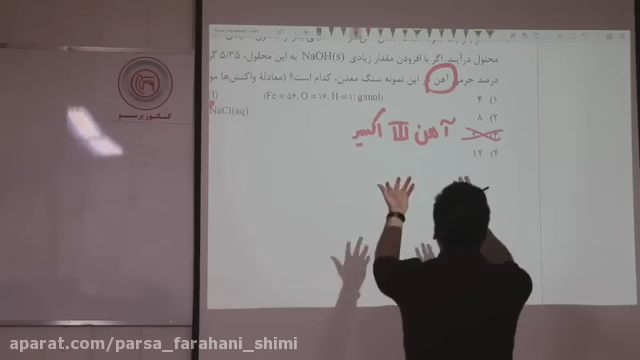 محلول درآیند. اگر با افزودن مقدار زیادی NaOH(s) به این محلول، ۵/۳۵
درصد جرمی آهن در این نمونه سنگ معدن، کدام است؟ (معادلهٔ واکنش‌ها
(Fe = ۵۶, O = ۱۶, H = ۱: g/mol)
۱) ۴
NaCl(aq)
۲) ۸
آهن III اکسید
۴) ۱۴
کنکور پرستو
aparat.com/parsa_farahani_shimi